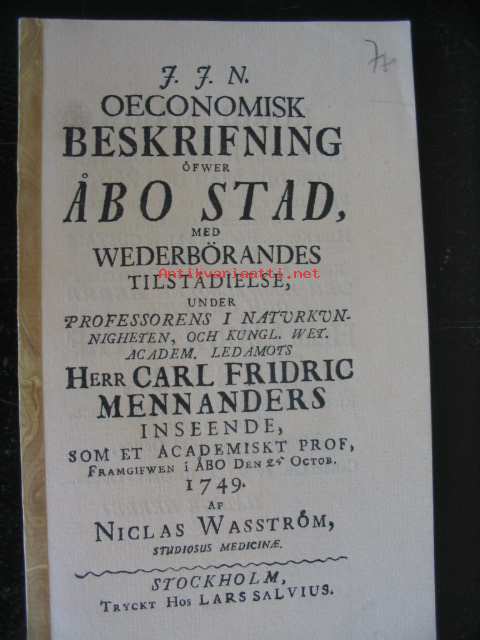 J. J. N.
OECONOMISK
BESKRIFNING
ÖFWER
ÅBO STAD,
MED
WEDERBÖRANDES
Antikvariaatti.net
TILSTADIELSE,
UNDER
PROFESSORENS I NATURKUN-
NIGHETEN, OCH KUNGL. WET.
ACADEM. LEDAMOTS
HERR CARL FRIDRIC
MENNANDERS
INSEENDE,
SOM ET ACADEMISKT PROF,
FRAMGIFWEN I ÅBO DEN 25 OCTOB.
1749.
AF
NICLAS WASSTRÖM,
STUDIOSUS MEDICINÆ.
STOCKHOLM,
TRYCKT HOS LARS SALVIUS.